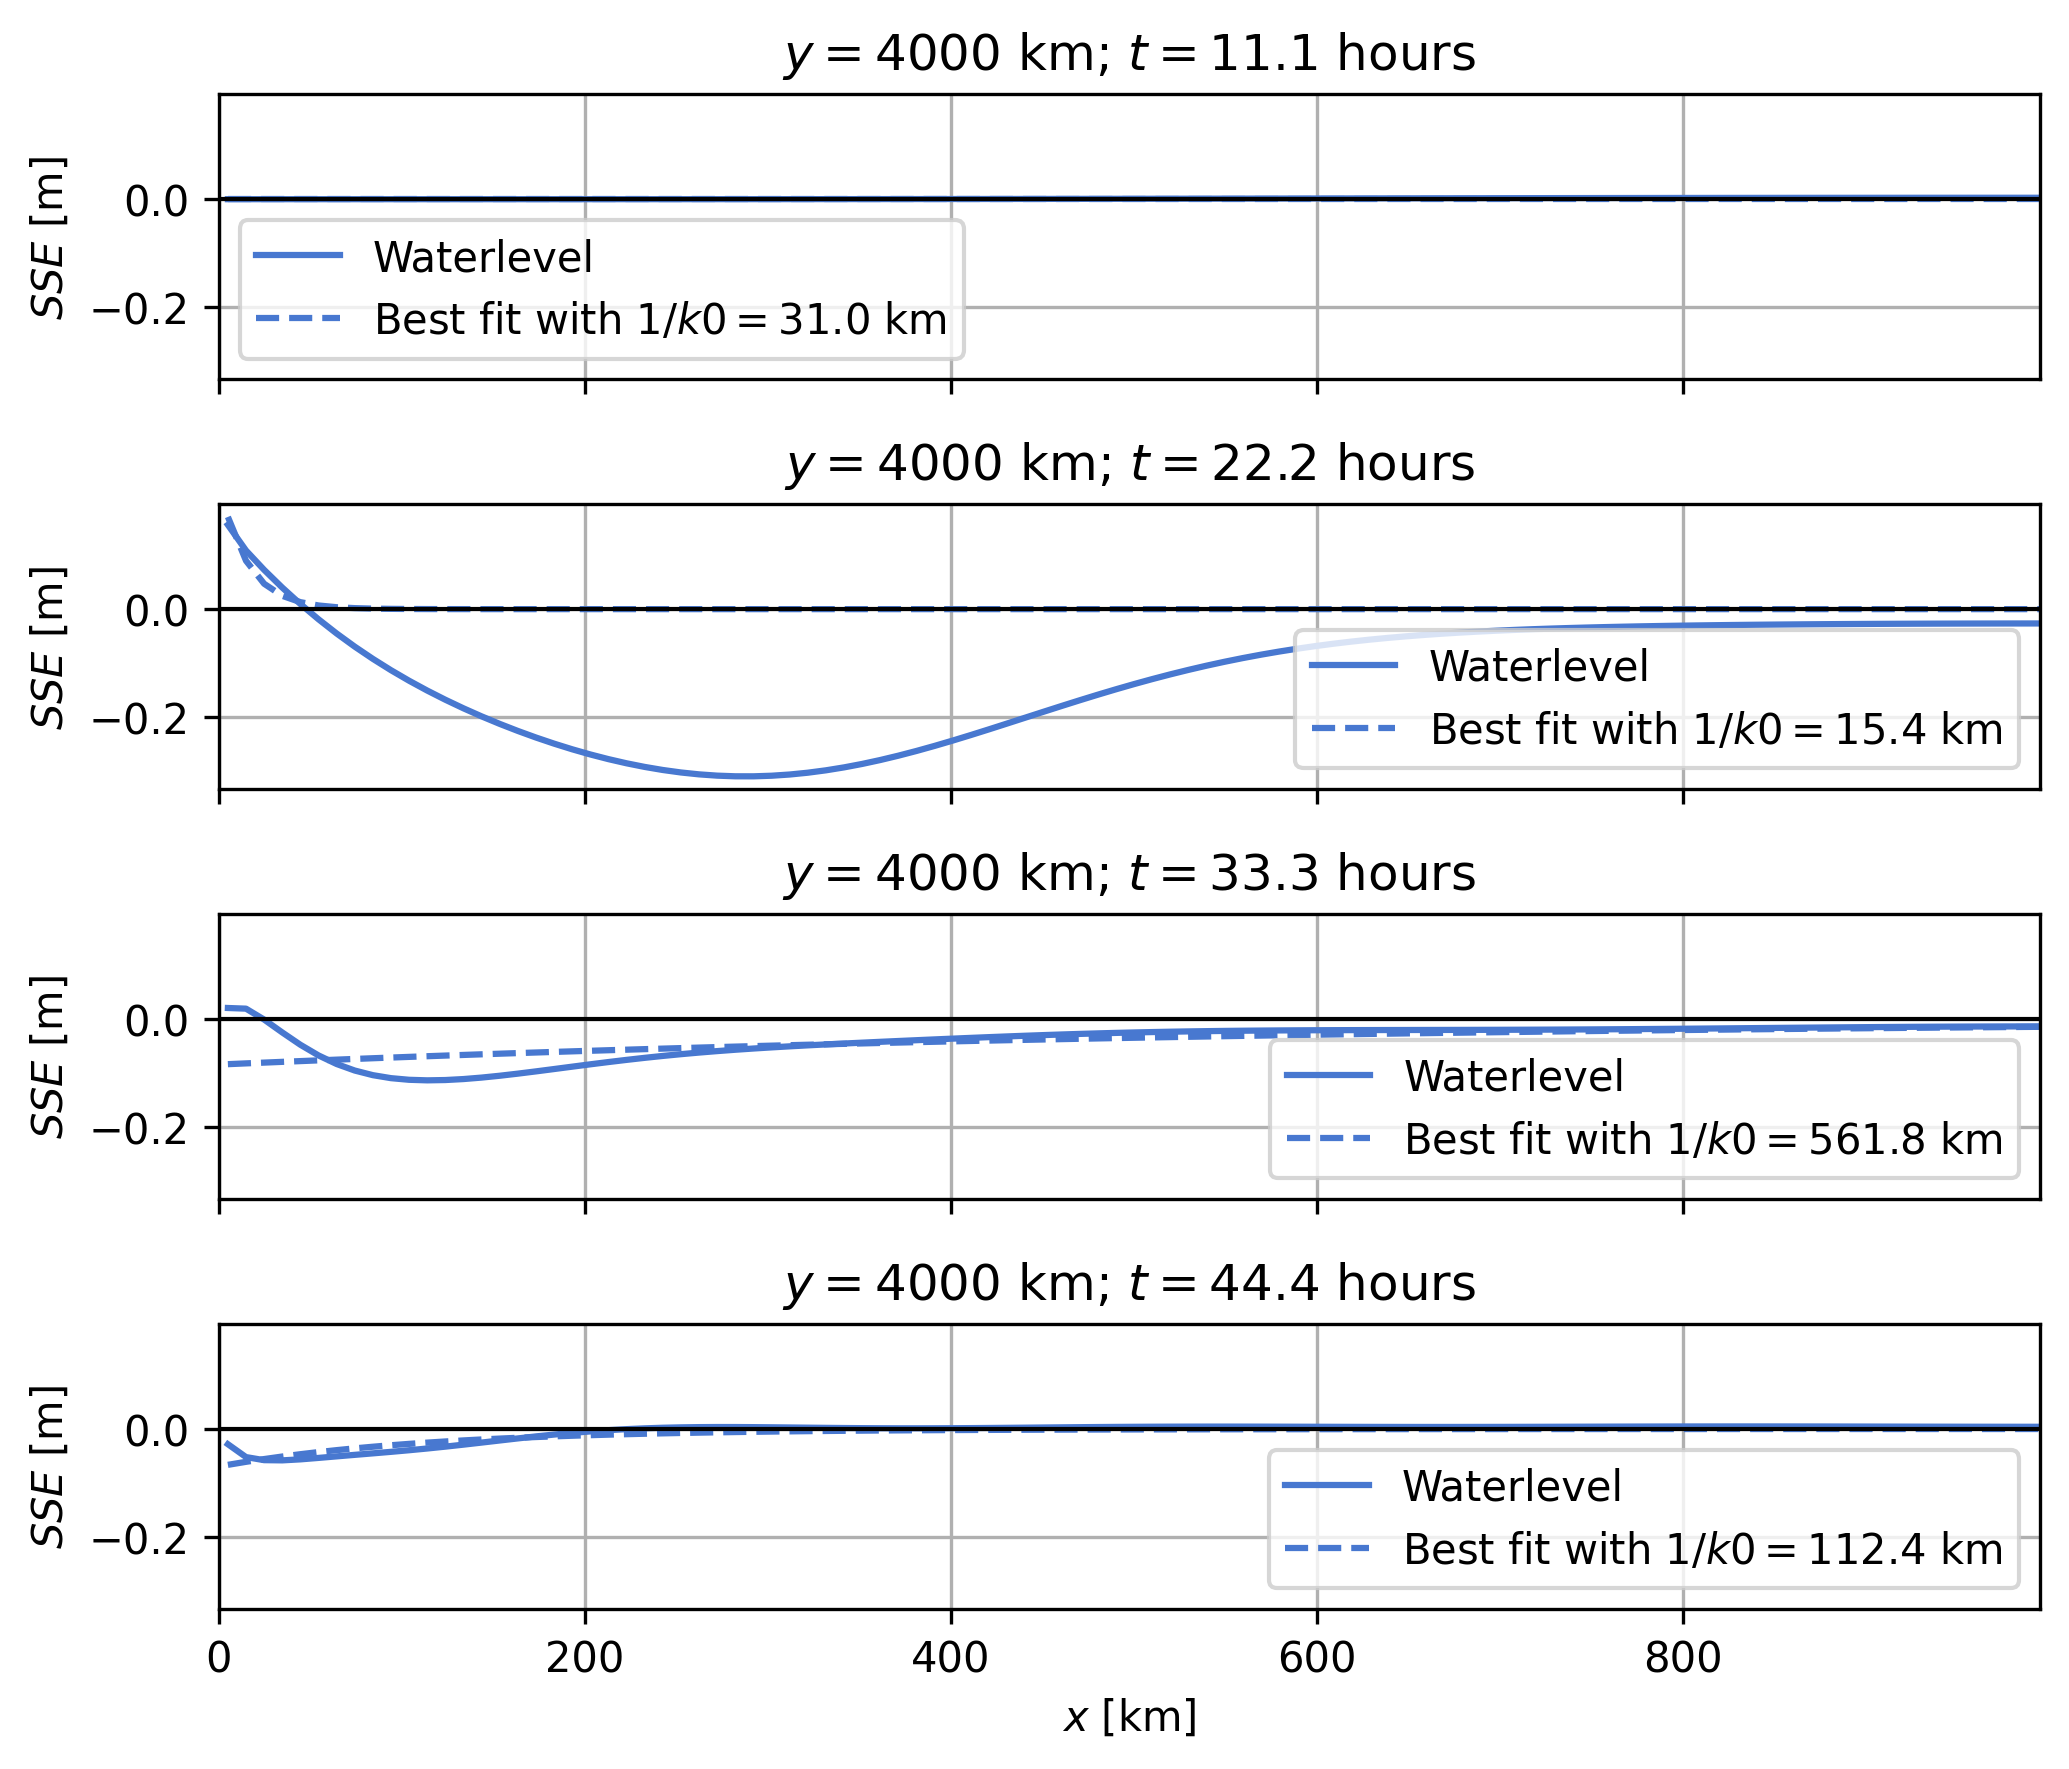 y = 4000 km; t = 11.1 hours
SSE [m]
0.0
−0.2
Waterlevel
Best fit with 1/k0 = 31.0 km
y = 4000 km; t = 22.2 hours
SSE [m]
0.0
−0.2
Waterlevel
Best fit with 1/k0 = 15.4 km
y = 4000 km; t = 33.3 hours
SSE [m]
0.0
−0.2
Waterlevel
Best fit with 1/k0 = 561.8 km
y = 4000 km; t = 44.4 hours
SSE [m]
0.0
−0.2
Waterlevel
Best fit with 1/k0 = 112.4 km
0 200 400 600 800
x [km]